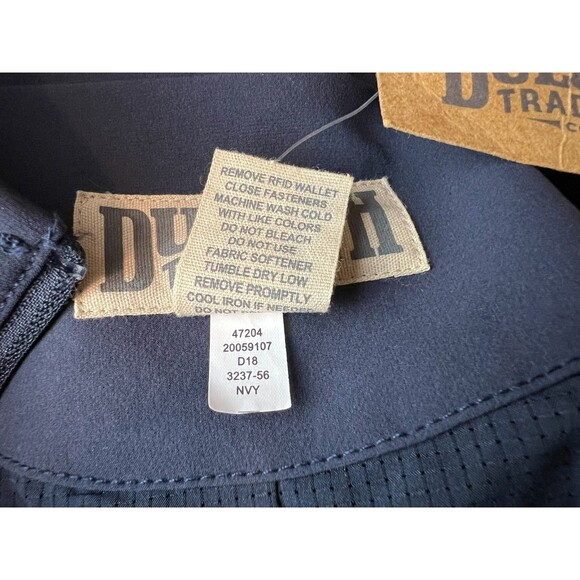 TRAD
REMOVE RFID WALLET
CLOSE FASTENERS
MACHINE WASH COLD
WITH LIKE COLORS
DO NOT BLEACH
DO NOT USE
FABRIC SOFTENER
TUMBLE DRY LOW
REMOVE PROMPTLY
COOL IRON IF NEEDED
47204
20059107
D18
3237-56
NVY